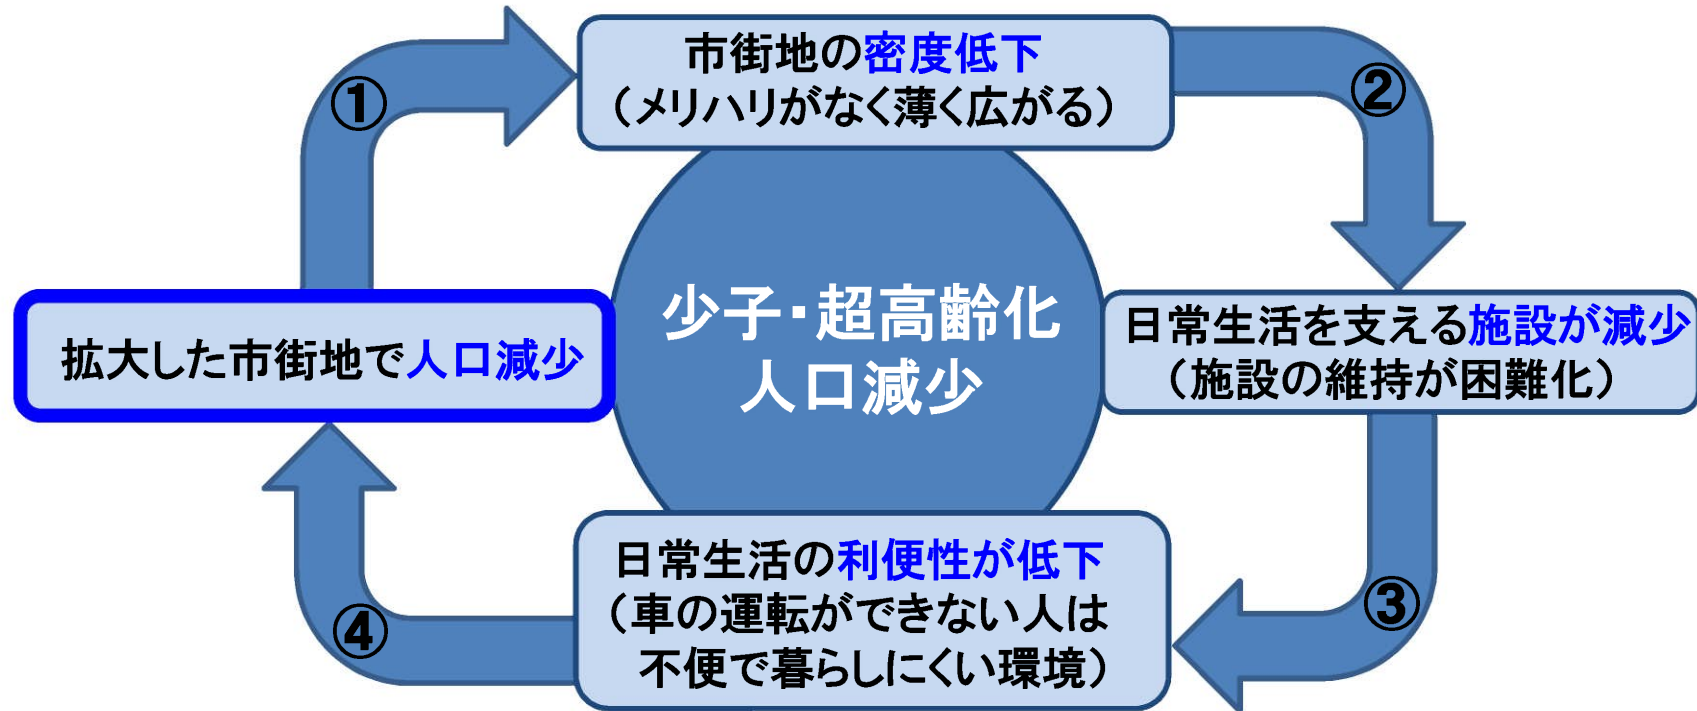 ①
市街地の密度低下
（メリハリがなく薄く広がる）
②
拡大した市街地で人口減少
少子・超高齢化
人口減少
日常生活を支える施設が減少
（施設の維持が困難化）
④
日常生活の利便性が低下
（車の運転ができない人は
不便で暮らしにくい環境）
③